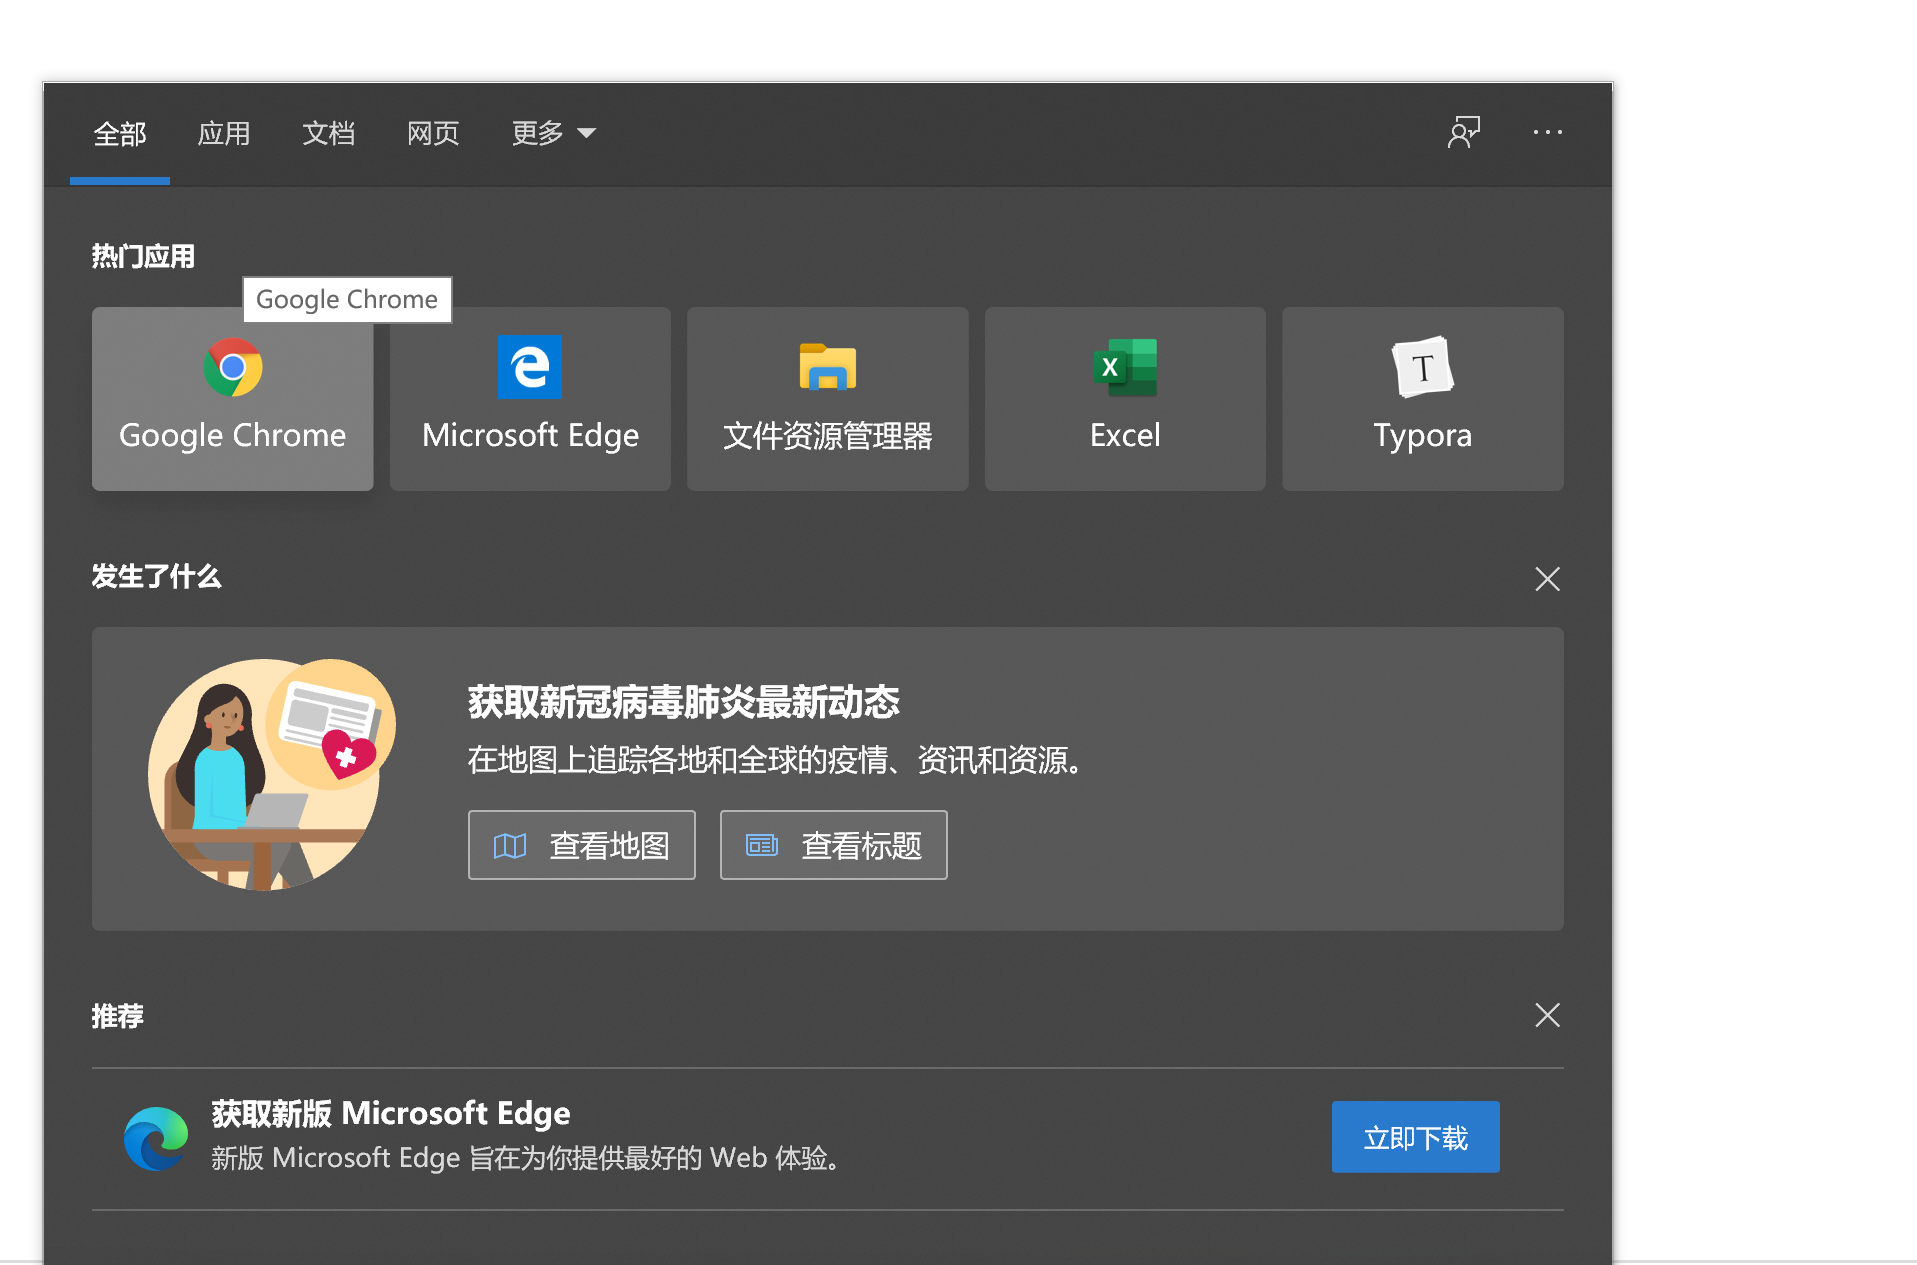 全部 应用 文档 网页 更多
热门应用
Google Chrome
Google Chrome Microsoft Edge 文件资源管理器 Excel Typora
发生了什么
获取新冠病毒肺炎最新动态
在地图上追踪各地和全球的疫情、资讯和资源。
查看地图 查看标题
推荐
获取新版 Microsoft Edge
新版 Microsoft Edge 旨在为你提供最好的 Web 体验。
立即下载